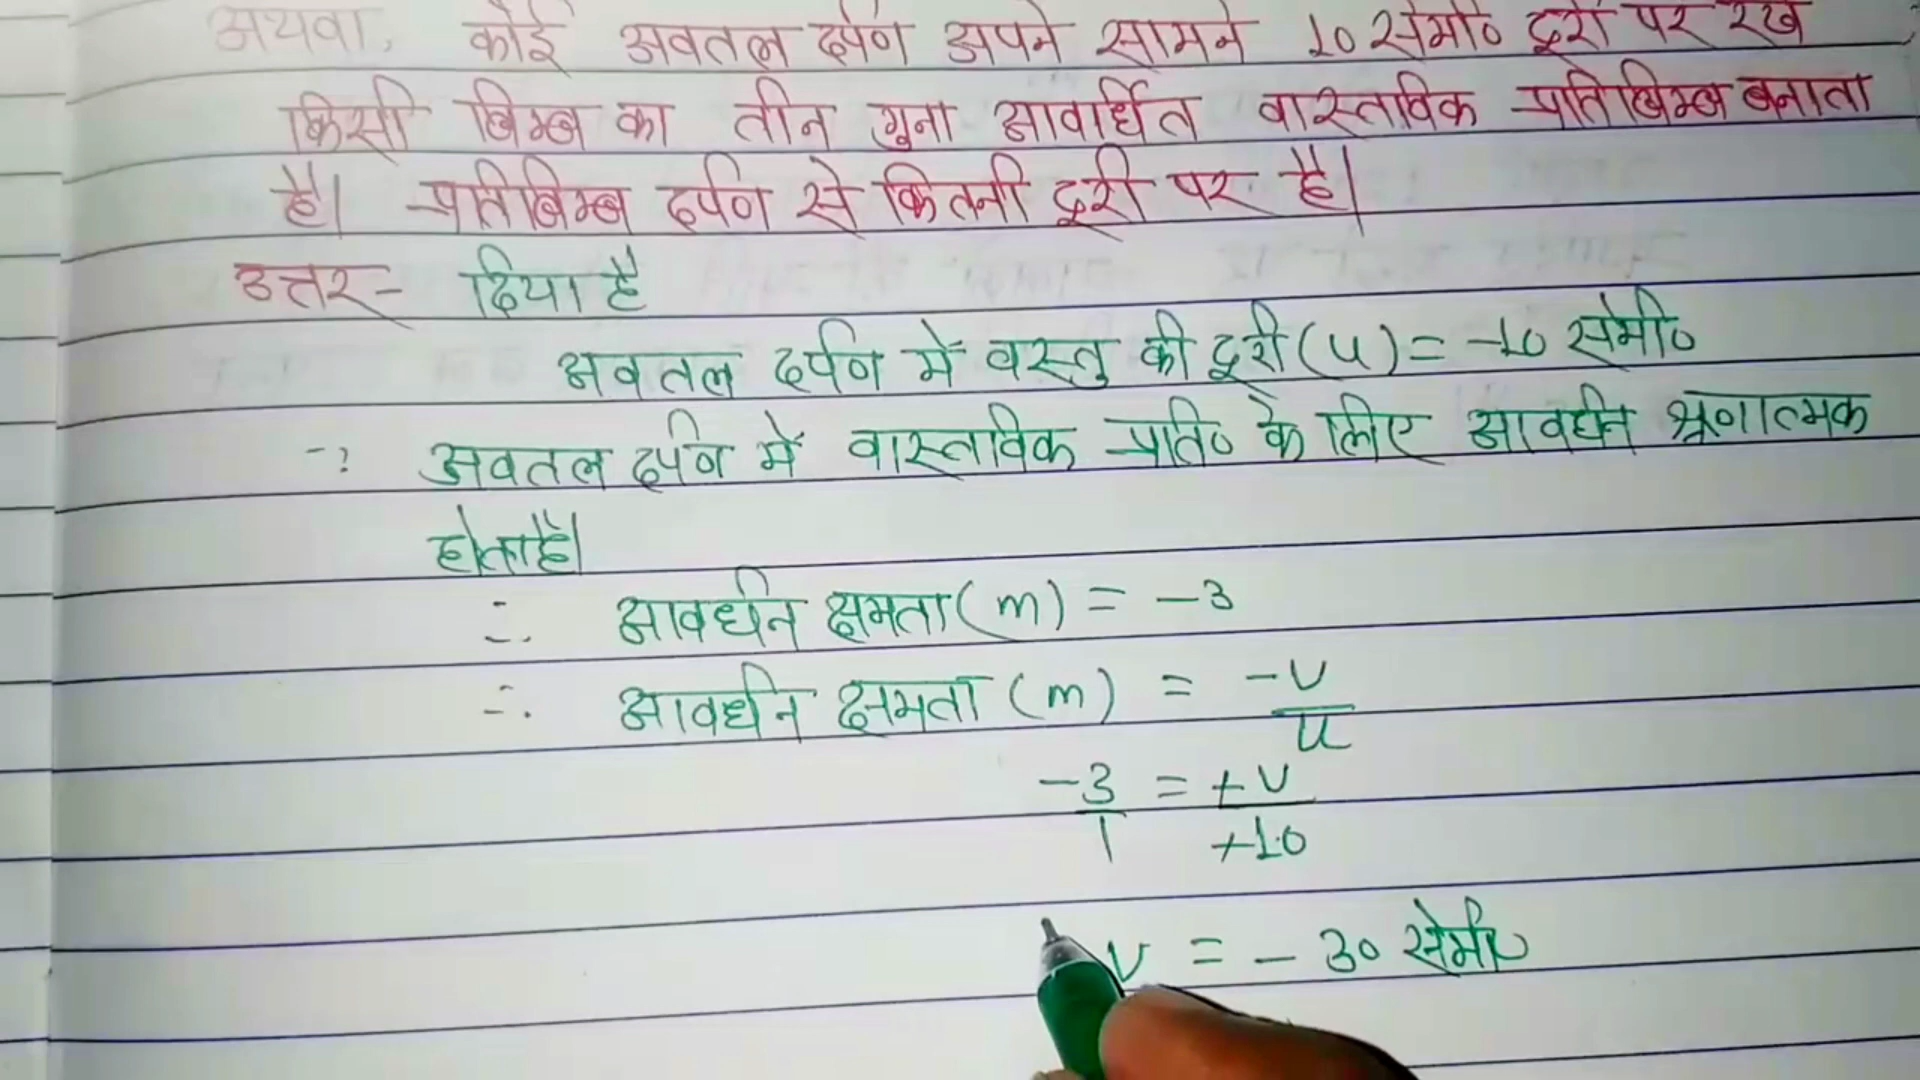 अथवा, कोई अवतल दर्पण अपने सामने 10 सेमी० दूरी पर रखे
किसी बिम्ब का तीन गुना आवर्धित वास्तविक प्रतिबिम्ब बनाता
है। प्रतिबिम्ब दर्पण से कितनी दूरी पर है।
उत्तर- दिया है
अवतल दर्पण में वस्तु की दूरी (u) = -10 सेमी०
∵ अवतल दर्पण में वास्तविक प्रति० के लिए आवर्धन श्रृणात्मक
होता है।
∴ आवर्धन क्षमता (m) = -3
∴ आवर्धन क्षमता (m) = -v/u
-3/1 = +v/+10
v = - 30 सेमी०